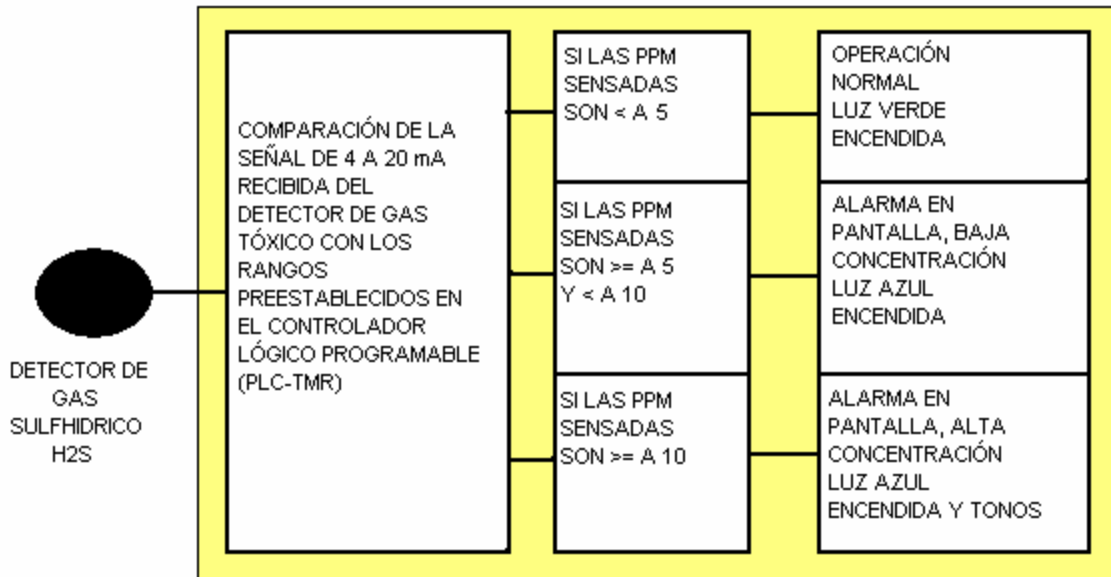 DETECTOR DE
GAS
SULFHIDRICO
H2S
COMPARACIÓN DE LA
SEÑAL DE 4 A 20 mA
RECIBIDA DEL
DETECTOR DE GAS
TÓXICO CON LOS
RANGOS
PREESTABLECIDOS EN
EL CONTROLADOR
LÓGICO PROGRAMABLE
(PLC-TMR)
SI LAS PPM
SENSADAS
SON < A 5
OPERACIÓN
NORMAL
LUZ VERDE
ENCENDIDA
SI LAS PPM
SENSADAS
SON >= A 5
Y < A 10
ALARMA EN
PANTALLA, BAJA
CONCENTRACIÓN
LUZ AZUL
ENCENDIDA
SI LAS PPM
SENSADAS
SON >= A 10
ALARMA EN
PANTALLA, ALTA
CONCENTRACIÓN
LUZ AZUL
ENCENDIDA Y TONOS